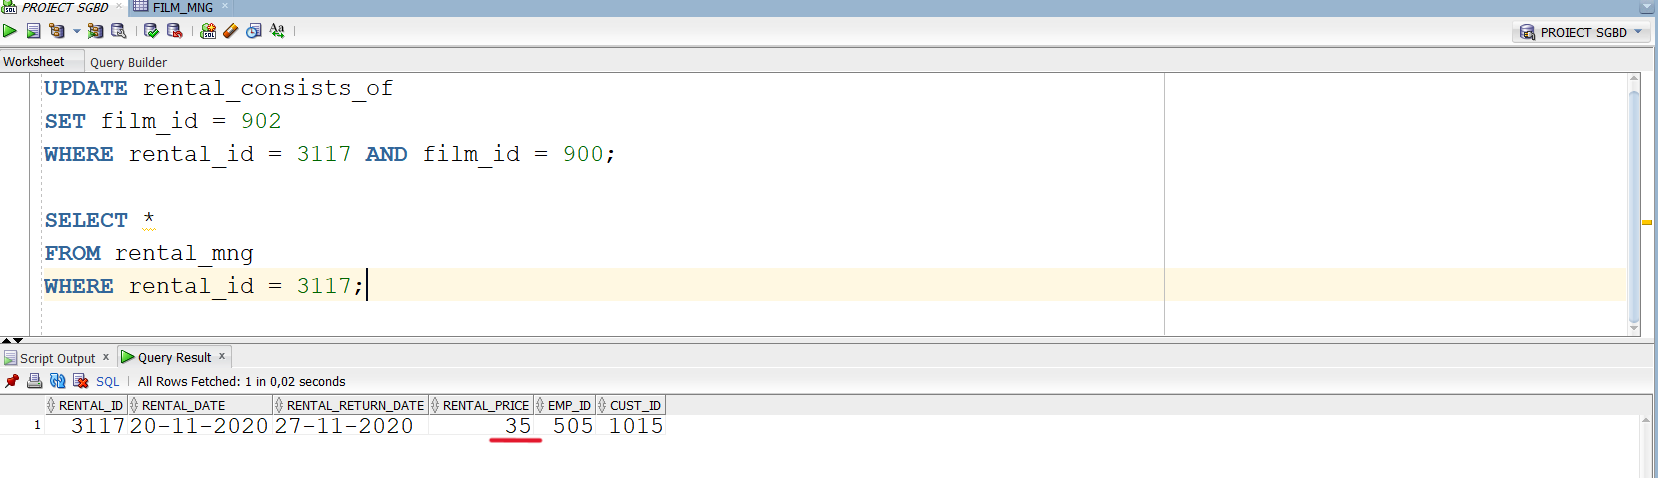 PROIECT SGBD × FILM_MNG ×
PROIECT SGBD
Worksheet Query Builder
UPDATE rental_consists_of
SET film_id = 902
WHERE rental_id = 3117 AND film_id = 900;
SELECT *
FROM rental_mng
WHERE rental_id = 3117;
Script Output × Query Result ×
SQL | All Rows Fetched: 1 in 0,02 seconds
RENTAL_ID RENTAL_DATE RENTAL_RETURN_DATE RENTAL_PRICE EMP_ID CUST_ID
1 3117 20-11-2020 27-11-2020 35 505 1015